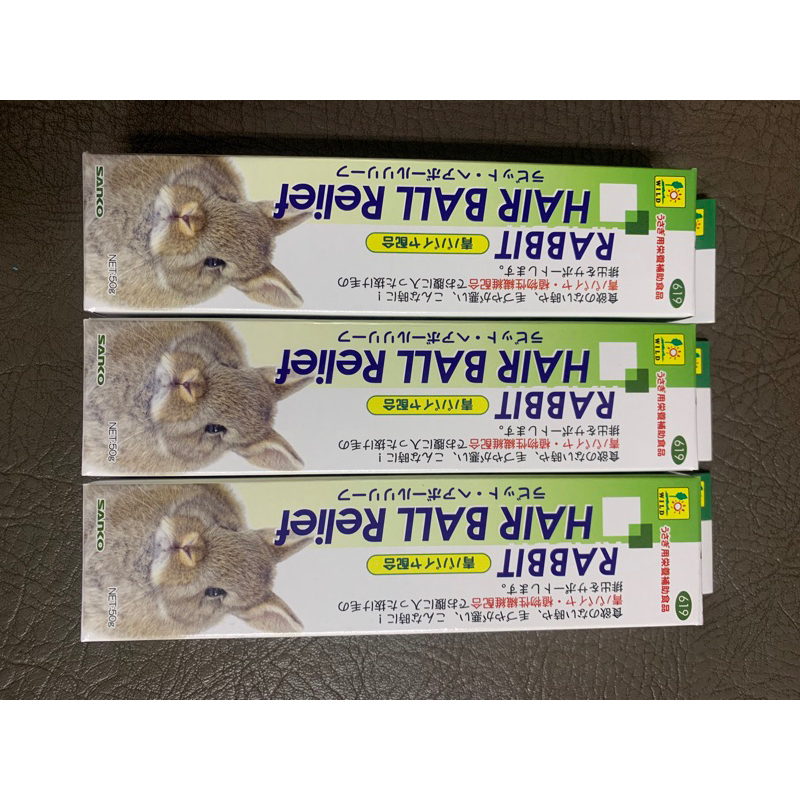 619
うさぎ用栄養補助食品
WILD
食欲のない時や、毛づやが悪い、こんな時に!
青パパイヤ・植物性繊維配合でお腹に入った抜け毛の
排出をサポートします。
RABBIT
青パパイヤ配合
HAIR BALL Relief
ラビット・ヘアボールリリーフ
NET:50g
SANKO
619
うさぎ用栄養補助食品
WILD
食欲のない時や、毛づやが悪い、こんな時に!
青パパイヤ・植物性繊維配合でお腹に入った抜け毛の
排出をサポートします。
RABBIT
青パパイヤ配合
HAIR BALL Relief
ラビット・ヘアボールリリーフ
NET:50g
SANKO
619
うさぎ用栄養補助食品
WILD
食欲のない時や、毛づやが悪い、こんな時に!
青パパイヤ・植物性繊維配合でお腹に入った抜け毛の
排出をサポートします。
RABBIT
青パパイヤ配合
HAIR BALL Relief
ラビット・ヘアボールリリーフ
NET:50g
SANKO